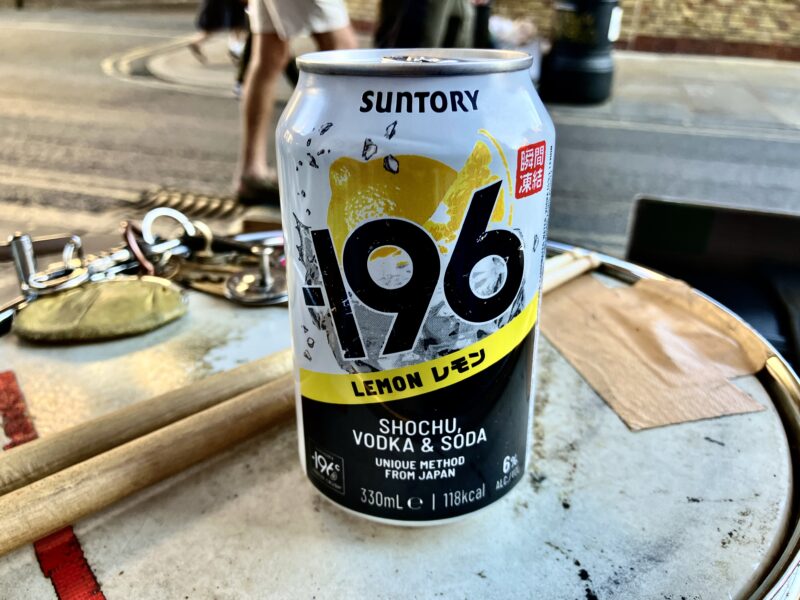 SUNTORY
瞬間
凍結
-196
LEMON レモン
SHOCHU,
VODKA & SODA
UNIQUE METHOD
FROM JAPAN
-196°C
6%
ALC/VOL
330mL ℮ | 118kcal